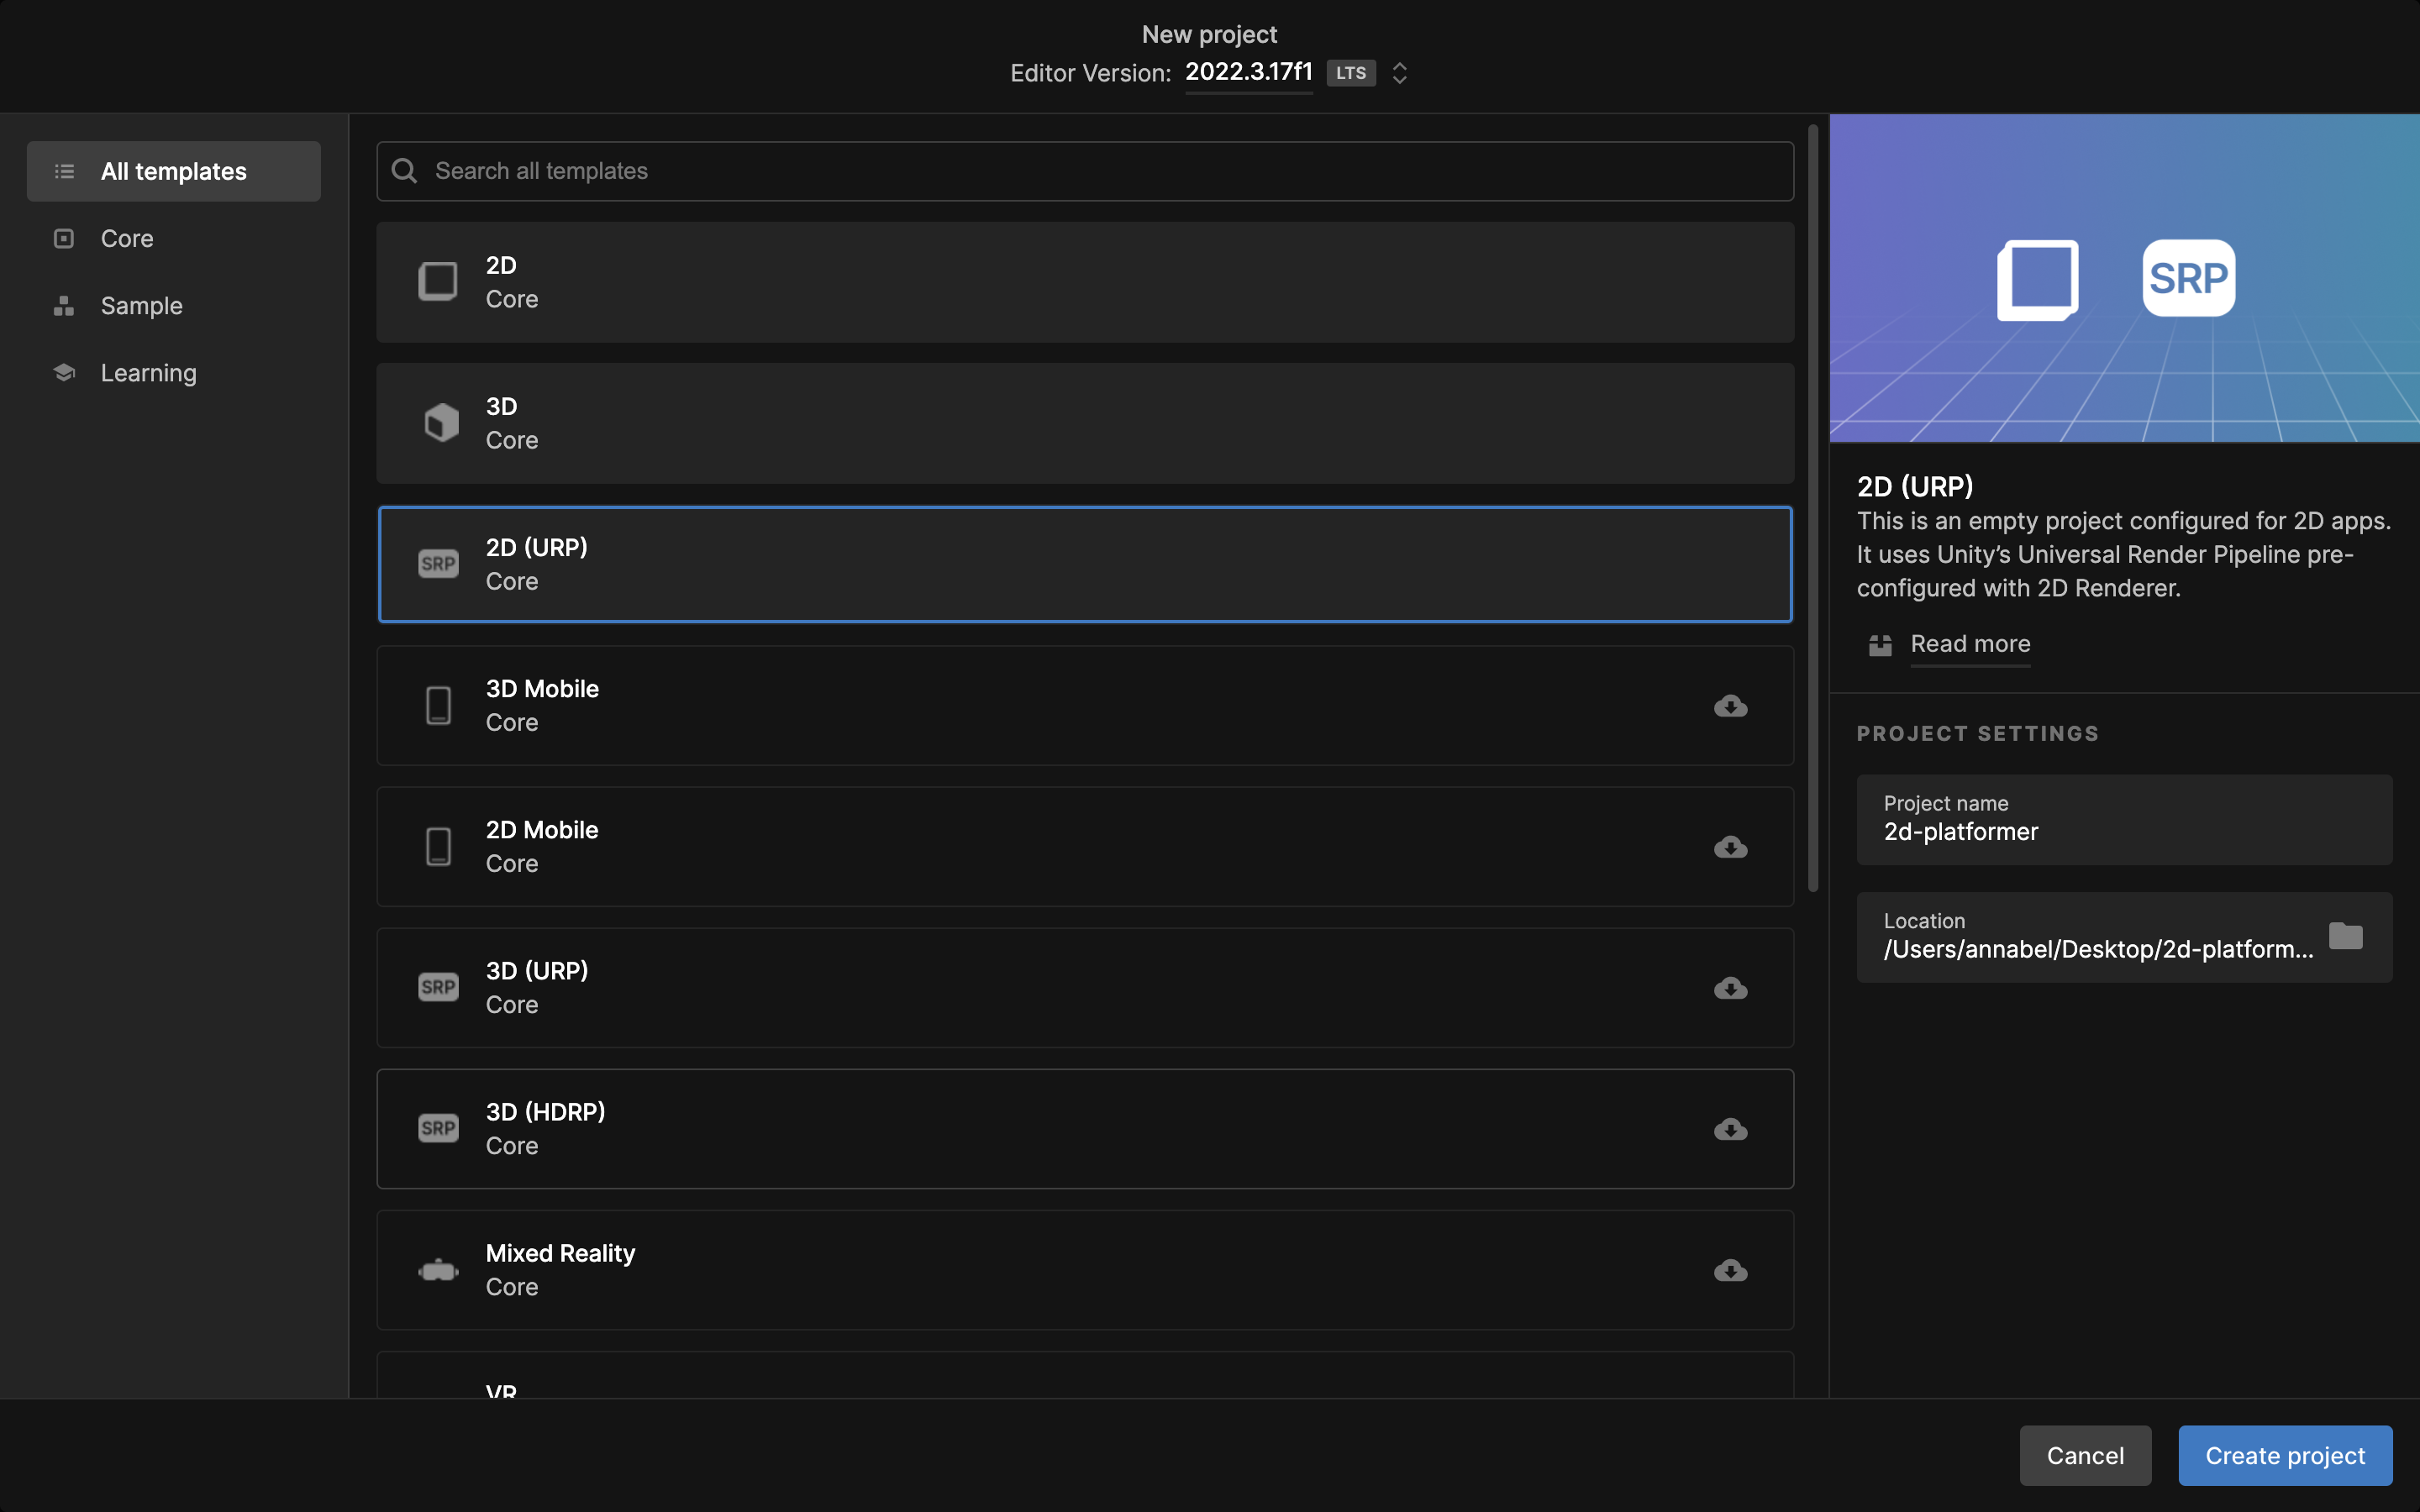 New project
Editor Version: 2022.3.17f1 LTS
All templates
Core
Sample
Learning
Search all templates
2D
Core
3D
Core
SRP
2D (URP)
Core
3D Mobile
Core
2D Mobile
Core
SRP
3D (URP)
Core
SRP
3D (HDRP)
Core
Mixed Reality
Core
VR
SRP
2D (URP)
This is an empty project configured for 2D apps.
It uses Unity’s Universal Render Pipeline pre-
configured with 2D Renderer.
Read more
PROJECT SETTINGS
Project name
2d-platformer
Location
/Users/annabel/Desktop/2d-platform...
Cancel
Create project